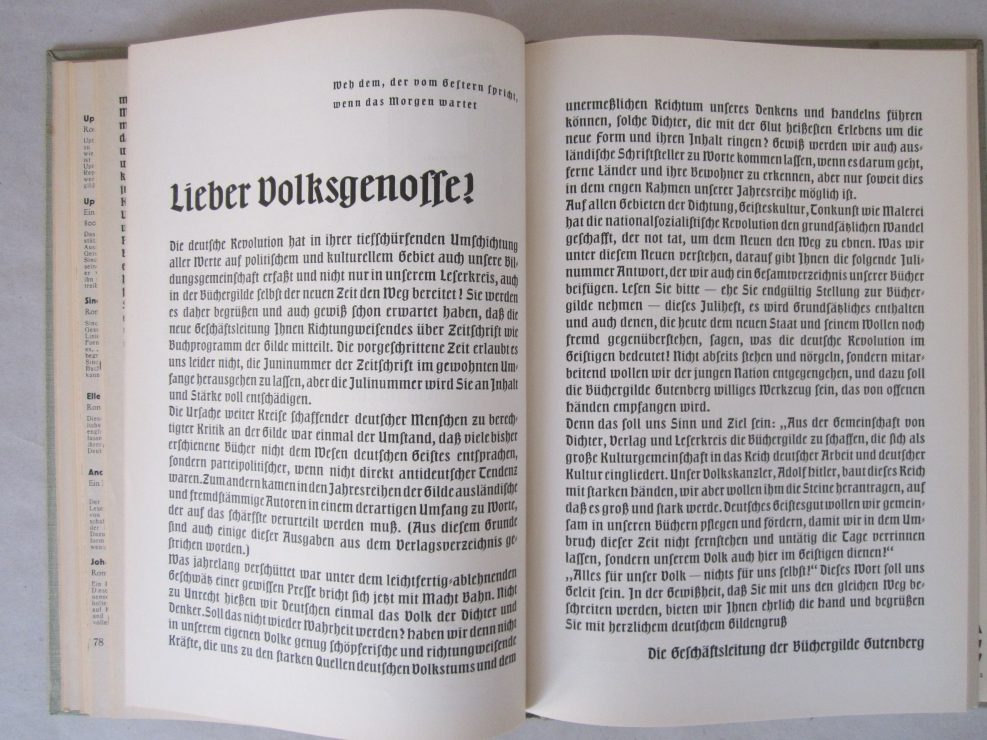 Weh dem, der vom Gestern spricht,
wenn das Morgen wartet
Lieber Volksgenosse!
Die deutsche Revolution hat in ihrer tiefschürfenden Umschichtung
aller Werte auf politischem und kulturellem Gebiet auch unsere Bil-
dungsgemeinschaft erfaßt und nicht nur in unserem Leserkreis, auch
in der Büchergilde selbst der neuen Zeit den Weg bereitet! Sie werden
es daher begrüßen und auch gewiß schon erwartet haben, daß die
neue Geschäftsleitung Ihnen Richtungweisendes über Zeitschrift wie
Buchprogramm der Gilde mitteilt. Die vorgeschrittene Zeit erlaubt es
uns leider nicht, die Juninummer der Zeitschrift im gewohnten Um-
fange herausgehen zu lassen, aber die Julinummer wird Sie an Inhalt
und Stärke voll entschädigen.
Die Ursache weiter Kreise schaffender deutscher Menschen zu berech-
tigter Kritik an der Gilde war einmal der Umstand, daß viele bisher
erschienene Bücher nicht dem Wesen deutschen Geistes entsprachen,
sondern parteipolitischer, wenn nicht direkt antideutscher Tendenz
waren. Zum andern kamen in den Jahresreihen der Gilde ausländische
und fremdstämmige Autoren in einem derartigen Umfang zu Worte,
der auf das schärfste verurteilt werden muß. (Aus diesem Grunde
sind auch einige dieser Ausgaben aus dem Verlagsverzeichnis ge-
strichen worden.)
Was jahrelang verschüttet war unter dem leichtfertig-ablehnenden
Geschwätz einer gewissen Presse bricht sich jetzt mit Macht Bahn. Nicht
zu Unrecht hießen wir Deutschen einmal das Volk der Dichter und
Denker. Soll das nicht wieder Wahrheit werden? haben wir denn nicht
in unserem eigenen Volke genug schöpferische und richtungweisende
Kräfte, die uns zu den starken Quellen deutschen Volkstums und dem
78
unermeßlichen Reichtum unseres Denkens und Handelns führen
können, solche Dichter, die mit der Glut heißesten Erlebens um die
neue Form und ihren Inhalt ringen? Gewiß werden wir auch aus-
ländische Schriftsteller zu Worte kommen lassen, wenn es darum geht,
ferne Länder und ihre Bewohner zu erkennen, aber nur soweit dies
in dem engen Rahmen unserer Jahresreihe möglich ist.
Auf allen Gebieten der Dichtung, Geisteskultur, Tonkunst wie Malerei
hat die nationalsozialistische Revolution den grundsätzlichen Wandel
geschafft, der not tat, um dem Neuen den Weg zu ebnen. Was wir
unter diesem Neuen verstehen, darauf gibt Ihnen die folgende Juli-
nummer Antwort, der wir auch ein Gesamtverzeichnis unserer Bücher
beifügen. Lesen Sie bitte — ehe Sie endgültig Stellung zur Bücher-
gilde nehmen — dieses Juliheft, es wird Grundsätzliches enthalten
und auch denen, die heute dem neuen Staat und seinem Wollen noch
fremd gegenüberstehen, sagen, was die deutsche Revolution im
Geistigen bedeutet! Nicht abseits stehen und nörgeln, sondern mitar-
beitend wollen wir der jungen Nation entgegengehen, und dazu soll
die Büchergilde Gutenberg williges Werkzeug sein, das von offenen
Händen empfangen wird.
Denn das soll uns Sinn und Ziel sein: „Aus der Gemeinschaft von
Dichter, Verlag und Leserkreis die Büchergilde zu schaffen, die sich als
große Kulturgemeinschaft in das Reich deutscher Arbeit und deutscher
Kultur eingliedert. Unser Volkskanzler, Adolf Hitler, baut dieses Reich
mit starken Händen, wir aber wollen ihm die Steine herantragen, auf
daß es groß und stark werde. Deutsches Geistesgut wollen wir gemein-
sam in unseren Büchern pflegen und fördern, damit wir in dem Um-
bruch dieser Zeit nicht fernstehen und untätig die Tage verrinnen
lassen, sondern unserem Volk auch hier im Geistigen dienen!“
„Alles für unser Volk — nichts für uns selbst!“ Dieses Wort soll uns
Geleit sein. In der Gewißheit, daß Sie mit uns den gleichen Weg be-
schreiten werden, bieten wir Ihnen ehrlich die Hand und begrüßen
Sie mit herzlichem deutschem Gildengruß
Die Geschäftsleitung der Büchergilde Gutenberg